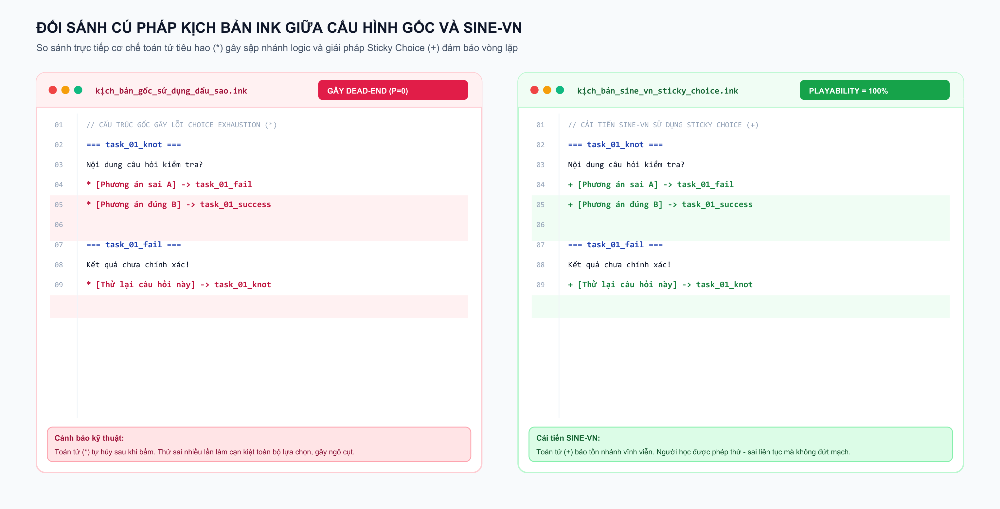 ĐỐI SÁNH CÚ PHÁP KỊCH BẢN INK GIỮA CẤU HÌNH GỐC VÀ SINE-VN
So sánh trực tiếp cơ chế toán tử tiêu hao (*) gây sập nhánh logic và giải pháp Sticky Choice (+) đảm bảo vòng lặp
kịch_bản_gốc_sử_dụng_dấu_sao.ink
GÂY DEAD-END (P=0)
01 // CẤU TRÚC GỐC GÂY LỖI CHOICE EXHAUSTION (*)
02 === task_01_knot ===
03 Nội dung câu hỏi kiểm tra?
04 * [Phương án sai A] -> task_01_fail
05 * [Phương án đúng B] -> task_01_success
06
07 === task_01_fail ===
08 Kết quả chưa chính xác!
09 * [Thử lại câu hỏi này] -> task_01_knot
Cảnh báo kỹ thuật:
Toán tử (*) tự hủy sau khi bấm. Thử sai nhiều lần làm cạn kiệt toàn bộ lựa chọn, gây ngõ cụt.
kịch_bản_sine_vn_sticky_choice.ink
PLAYABILITY = 100%
01 // CẢI TIẾN SINE-VN SỬ DỤNG STICKY CHOICE (+)
02 === task_01_knot ===
03 Nội dung câu hỏi kiểm tra?
04 + [Phương án sai A] -> task_01_fail
05 + [Phương án đúng B] -> task_01_success
06
07 === task_01_fail ===
08 Kết quả chưa chính xác!
09 + [Thử lại câu hỏi này] -> task_01_knot
Cải tiến SINE-VN:
Toán tử (+) bảo tồn nhánh vĩnh viễn. Người học được phép thử - sai liên tục mà không đứt mạch.